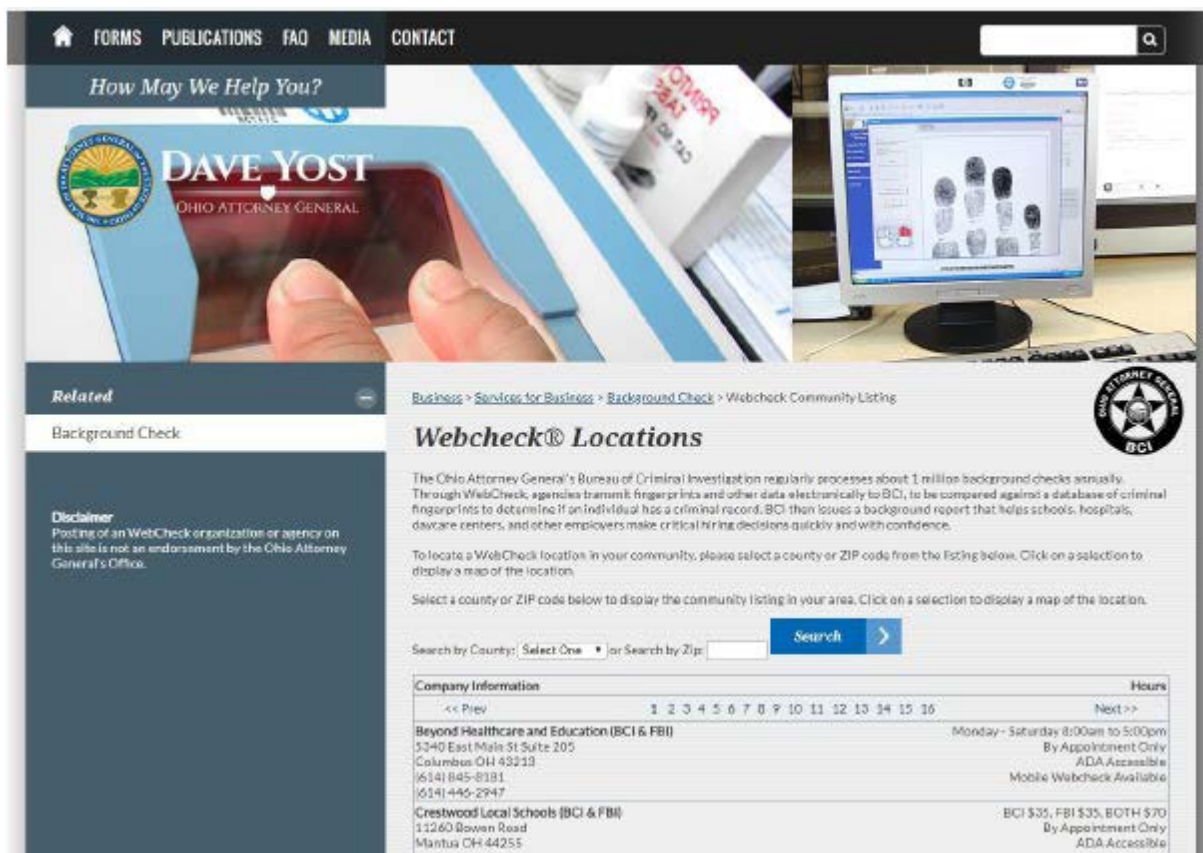 FORMS PUBLICATIONS FAQ MEDIA CONTACT
How May We Help You?
DAVE YOST
OHIO ATTORNEY GENERAL
Related
Background Check
Disclaimer
Posting of an WebCheck organization or agency on
this site is not an endorsement by the Ohio Attorney
General's Office.
Business > Services for Business > Background Check > Webcheck Community Listing
Webcheck® Locations
OHIO ATTORNEY GENERAL
BCI
The Ohio Attorney General's Bureau of Criminal Investigation regularly processes about 1 million background checks annually.
Through WebCheck, agencies transmit fingerprints and other data electronically to BCI, to be compared against a database of criminal
fingerprints to determine if an individual has a criminal record. BCI then issues a background report that helps schools, hospitals,
daycare centers, and other employers make critical hiring decisions quickly and with confidence.
To locate a WebCheck location in your community, please select a county or ZIP code from the listing below. Click on a selection to
display a map of the location.
Select a county or ZIP code below to display the community listing in your area. Click on a selection to display a map of the location.
Search by County: Select One or Search by Zip: Search
Company Information Hours
<< Prev 1 2 3 4 5 6 7 8 9 10 11 12 13 14 15 16 Next >>
Beyond Healthcare and Education (BCI & FBI) Monday - Saturday 8:00am to 5:00pm
5340 East Main St Suite 205 By Appointment Only
Columbus OH 43213 ADA Accessible
(614) 845-8181 Mobile Webcheck Available
(614) 446-2947
Crestwood Local Schools (BCI & FBI) BCI $35, FBI $35, BOTH $70
11260 Bowen Road By Appointment Only
Mantua OH 44255 ADA Accessible